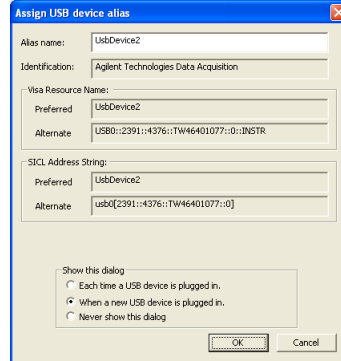 Assign USB device alias
Alias name: UsbDevice2
Identification: Agilent Technologies Data Acquisition
Visa Resource Name:
Preferred UsbDevice2
Alternate USB0::2391::4376::TW46401077::0::INSTR
SICL Address String:
Preferred UsbDevice2
Alternate usb0[2391::4376::TW46401077::0]
Show this dialog
Each time a USB device is plugged in.
When a new USB device is plugged in.
Never show this dialog
OK Cancel